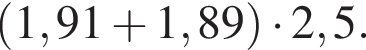 (1,91 + 1,89) · 2,5.